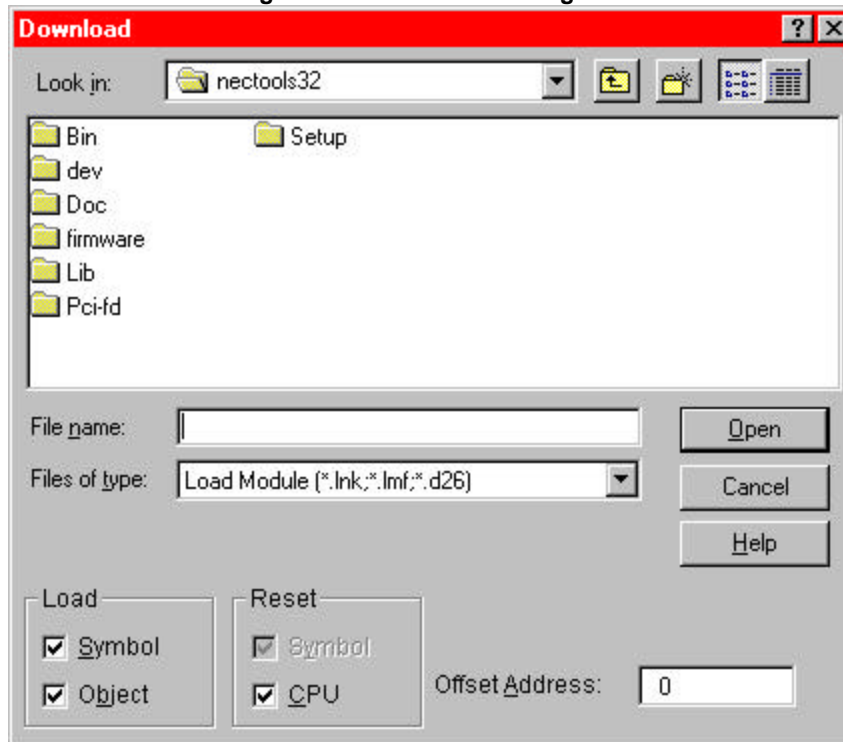 Download
Look in: nectools32
Bin Setup
dev
Doc
firmware
Lib
Pci-fd
File name: Open
Files of type: Load Module (*.lnk;*.lmf;*.d26) Cancel
Help
Load Reset
Symbol Symbol
Object CPU Offset Address: 0